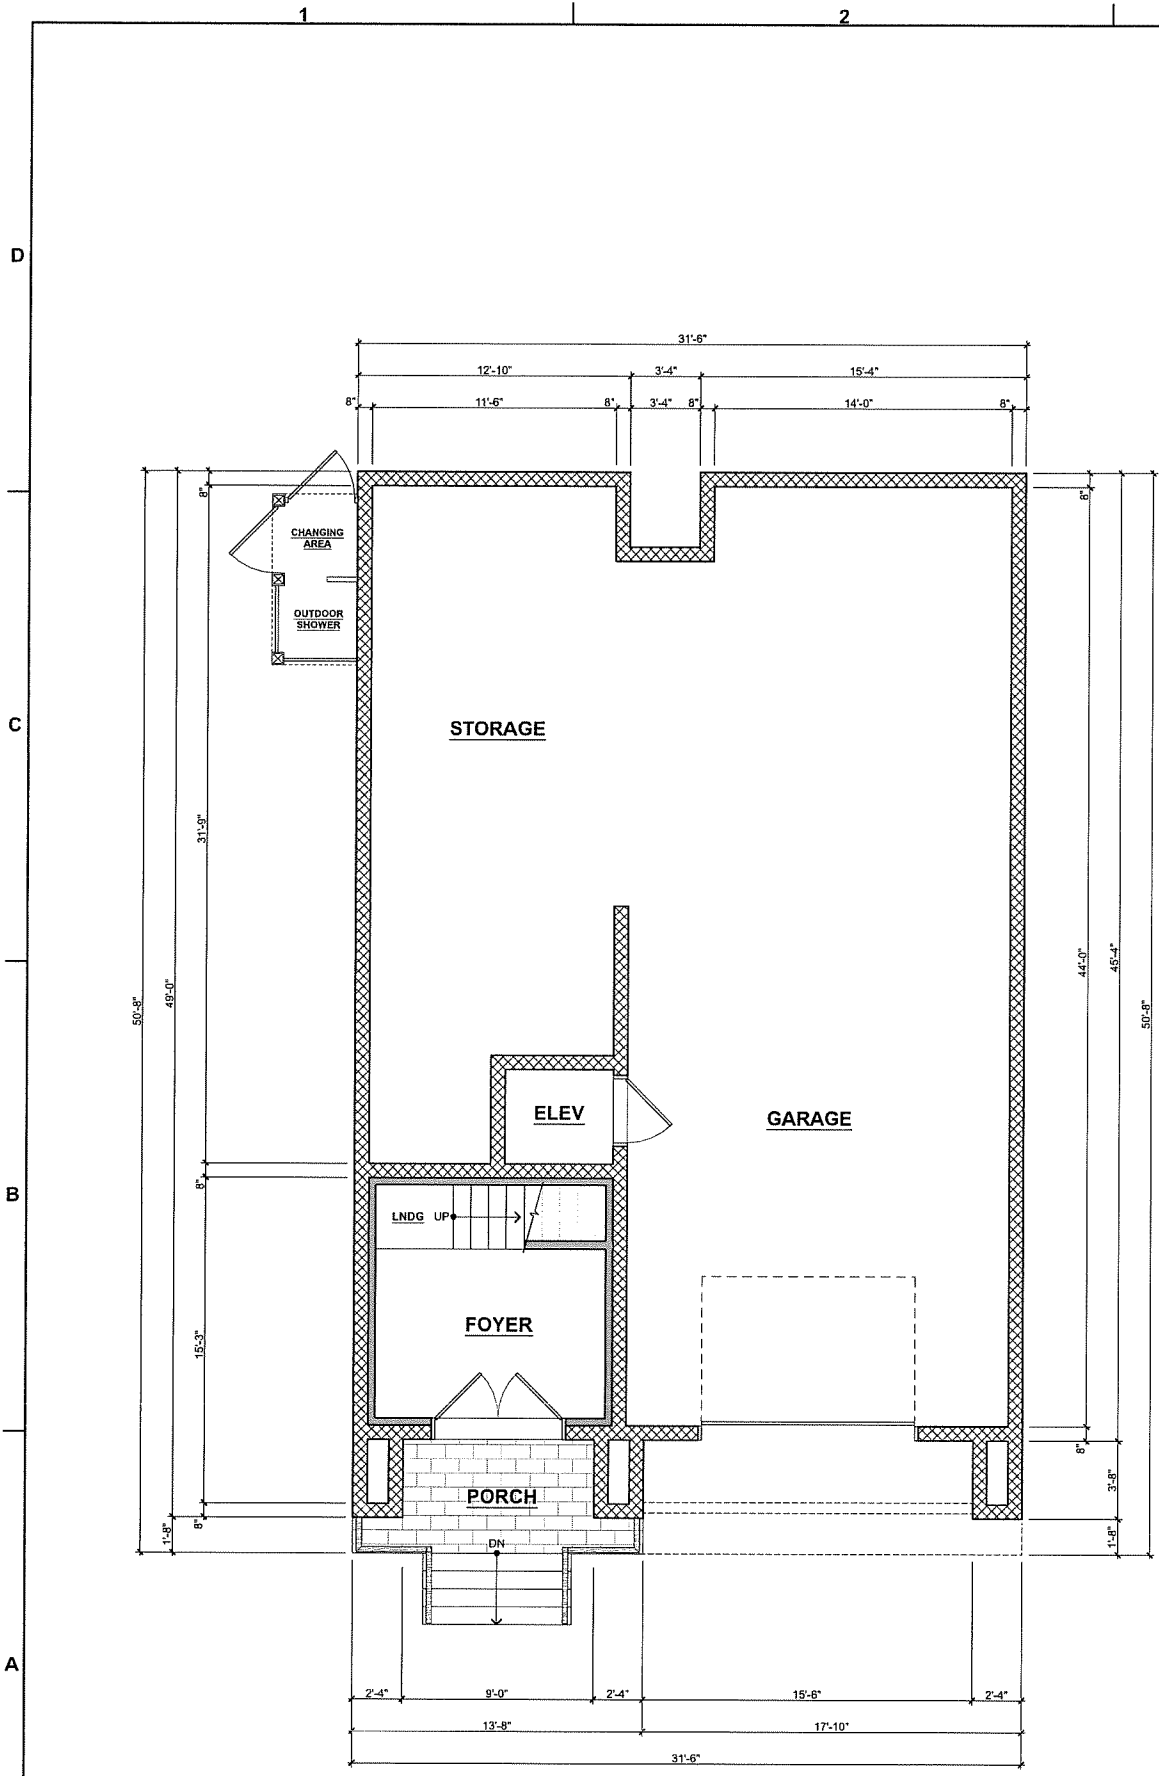 1 2
D
31'-6"
12'-10" 3'-4" 15'-4"
8" 11'-6" 8" 3'-4" 8" 14'-0" 8"
8" 8"
CHANGING
AREA
OUTDOOR
SHOWER
C
STORAGE
31'-9"
44'-0" 45'-4"
50'-8" 49'-0" 50'-8"
ELEV
GARAGE
B
8"
LNDG UP
FOYER
15'-3"
8"
PORCH
3'-8"
8"
1'-8" 1'-8"
DN
A
2'-4" 9'-0" 2'-4" 15'-6" 2'-4"
13'-8" 17'-10"
31'-6"